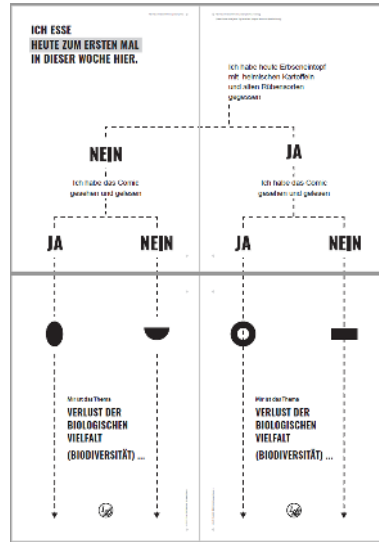 ICH ESSE
HEUTE ZUM ERSTEN MAL
IN DIESER WOCHE HIER.
Ich habe heute Erbseneintopf
mit heimischen Kartoffeln
und alten Rübensorten
gegessen
NEIN
JA
Ich habe das Comic
gesehen und gelesen
Ich habe das Comic
gesehen und gelesen
JA
NEIN
JA
NEIN
Mir ist das Thema
VERLUST DER
BIOLOGISCHEN
VIELFALT
(BIODIVERSITÄT) ...
Mir ist das Thema
VERLUST DER
BIOLOGISCHEN
VIELFALT
(BIODIVERSITÄT) ...